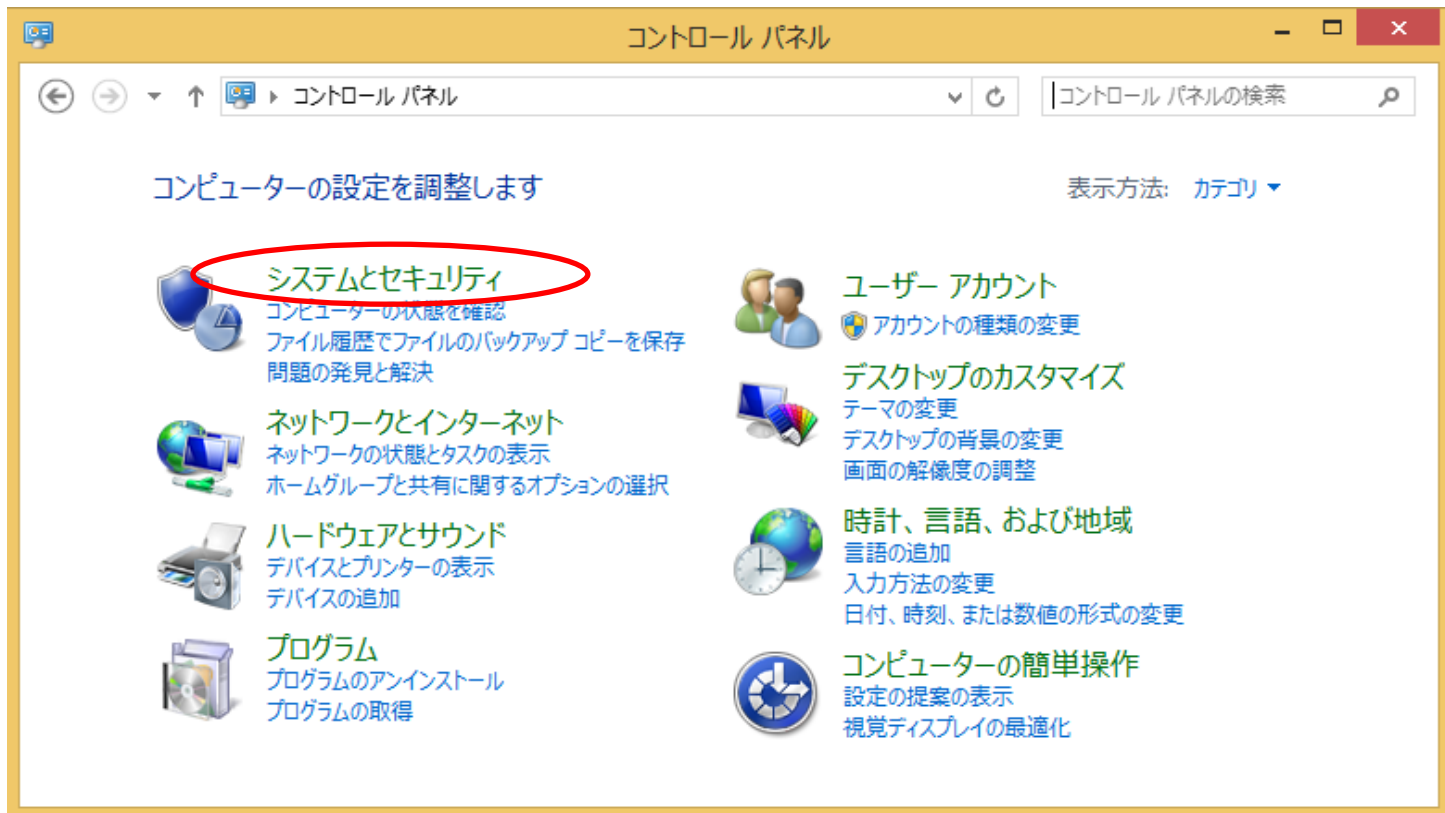 コントロール パネル
コントロール パネル
コントロール パネルの検索
コンピューターの設定を調整します
表示方法: カテゴリ
システムとセキュリティ
コンピューターの状態を確認
ファイル履歴でファイルのバックアップ コピーを保存
問題の発見と解決
ネットワークとインターネット
ネットワークの状態とタスクの表示
ホームグループと共有に関するオプションの選択
ハードウェアとサウンド
デバイスとプリンターの表示
デバイスの追加
プログラム
プログラムのアンインストール
プログラムの取得
ユーザー アカウント
アカウントの種類の変更
デスクトップのカスタマイズ
テーマの変更
デスクトップの背景の変更
画面の解像度の調整
時計、言語、および地域
言語の追加
入力方法の変更
日付、時刻、または数値の形式の変更
コンピューターの簡単操作
設定の提案の表示
視覚ディスプレイの最適化